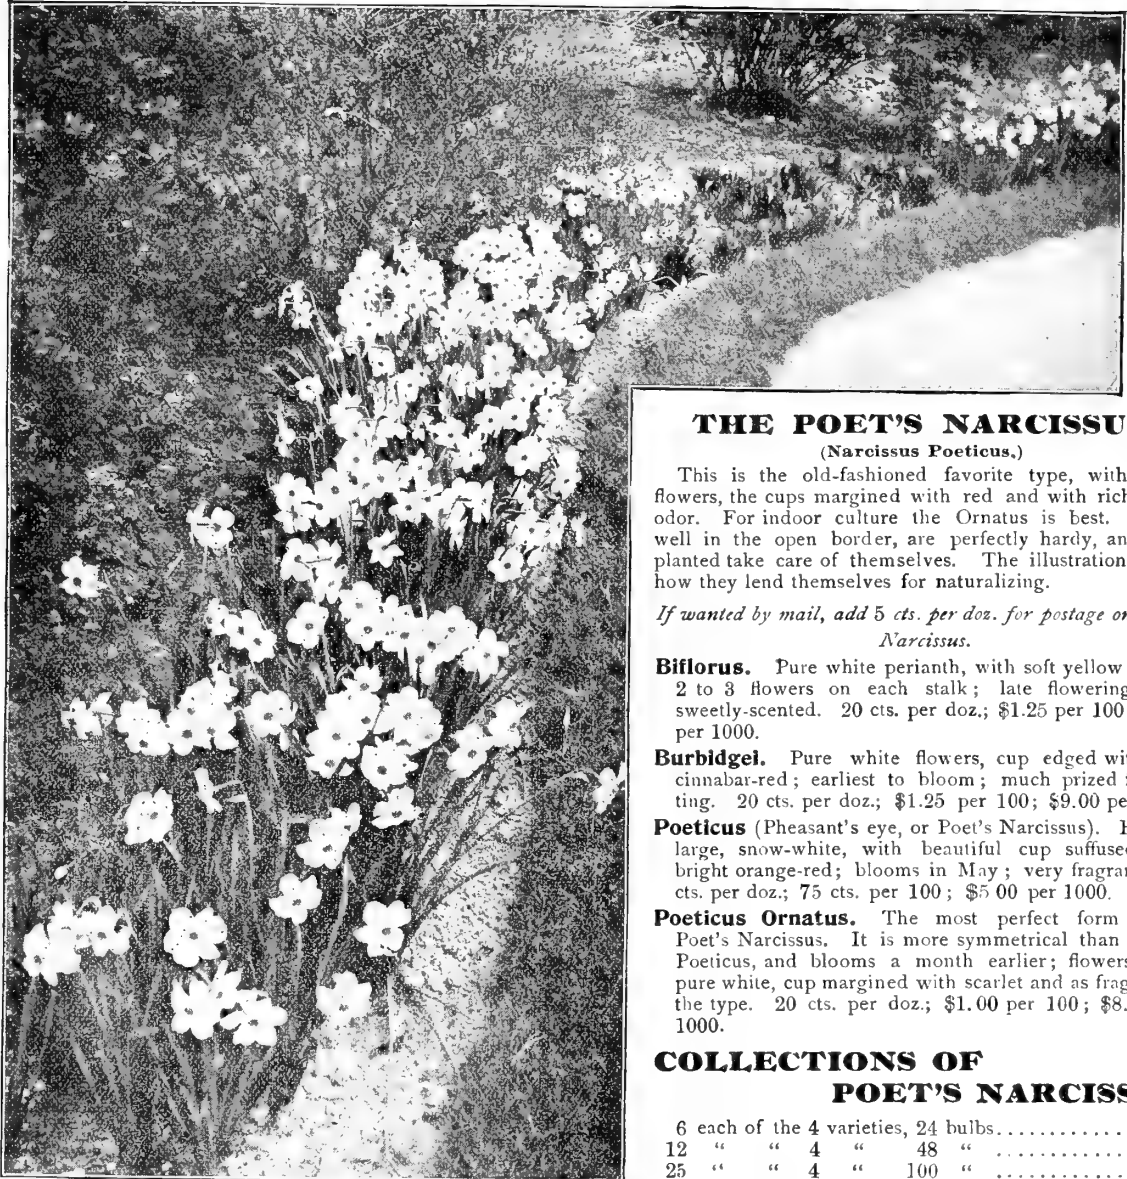 THE POET'S NARCISSU
(Narcissus Poeticus,)
This is the old-fashioned favorite type, with
flowers, the cups margined with red and with rich
odor. For indoor culture the Ornatus is best.
well in the open border, are perfectly hardy, an
planted take care of themselves. The illustration
how they lend themselves for naturalizing.
If wanted by mail, add 5 cts. per doz. for postage or
Narcissus.
Biflorus. Pure white perianth, with soft yellow
2 to 3 flowers on each stalk; late flowering
sweetly-scented. 20 cts. per doz.; $1.25 per 100
per 1000.
Burbidgei. Pure white flowers, cup edged wi
cinnabar-red; earliest to bloom; much prized
ting. 20 cts. per doz.; $1.25 per 100; $9.00 pe
Poeticus (Pheasant's eye, or Poet's Narcissus).
large, snow-white, with beautiful cup suffused
bright orange-red; blooms in May; very fragra
cts. per doz.; 75 cts. per 100; $5 00 per 1000.
Poeticus Ornatus. The most perfect form
Poet's Narcissus. It is more symmetrical than
Poeticus, and blooms a month earlier; flowers
pure white, cup margined with scarlet and as frag
the type. 20 cts. per doz.; $1.00 per 100; $8.
1000.
COLLECTIONS OF
POET'S NARCISS
6 each of the 4 varieties, 24 bulbs..............
12 " " 4 " 48 " ............
25 " " 4 " 100 " ............